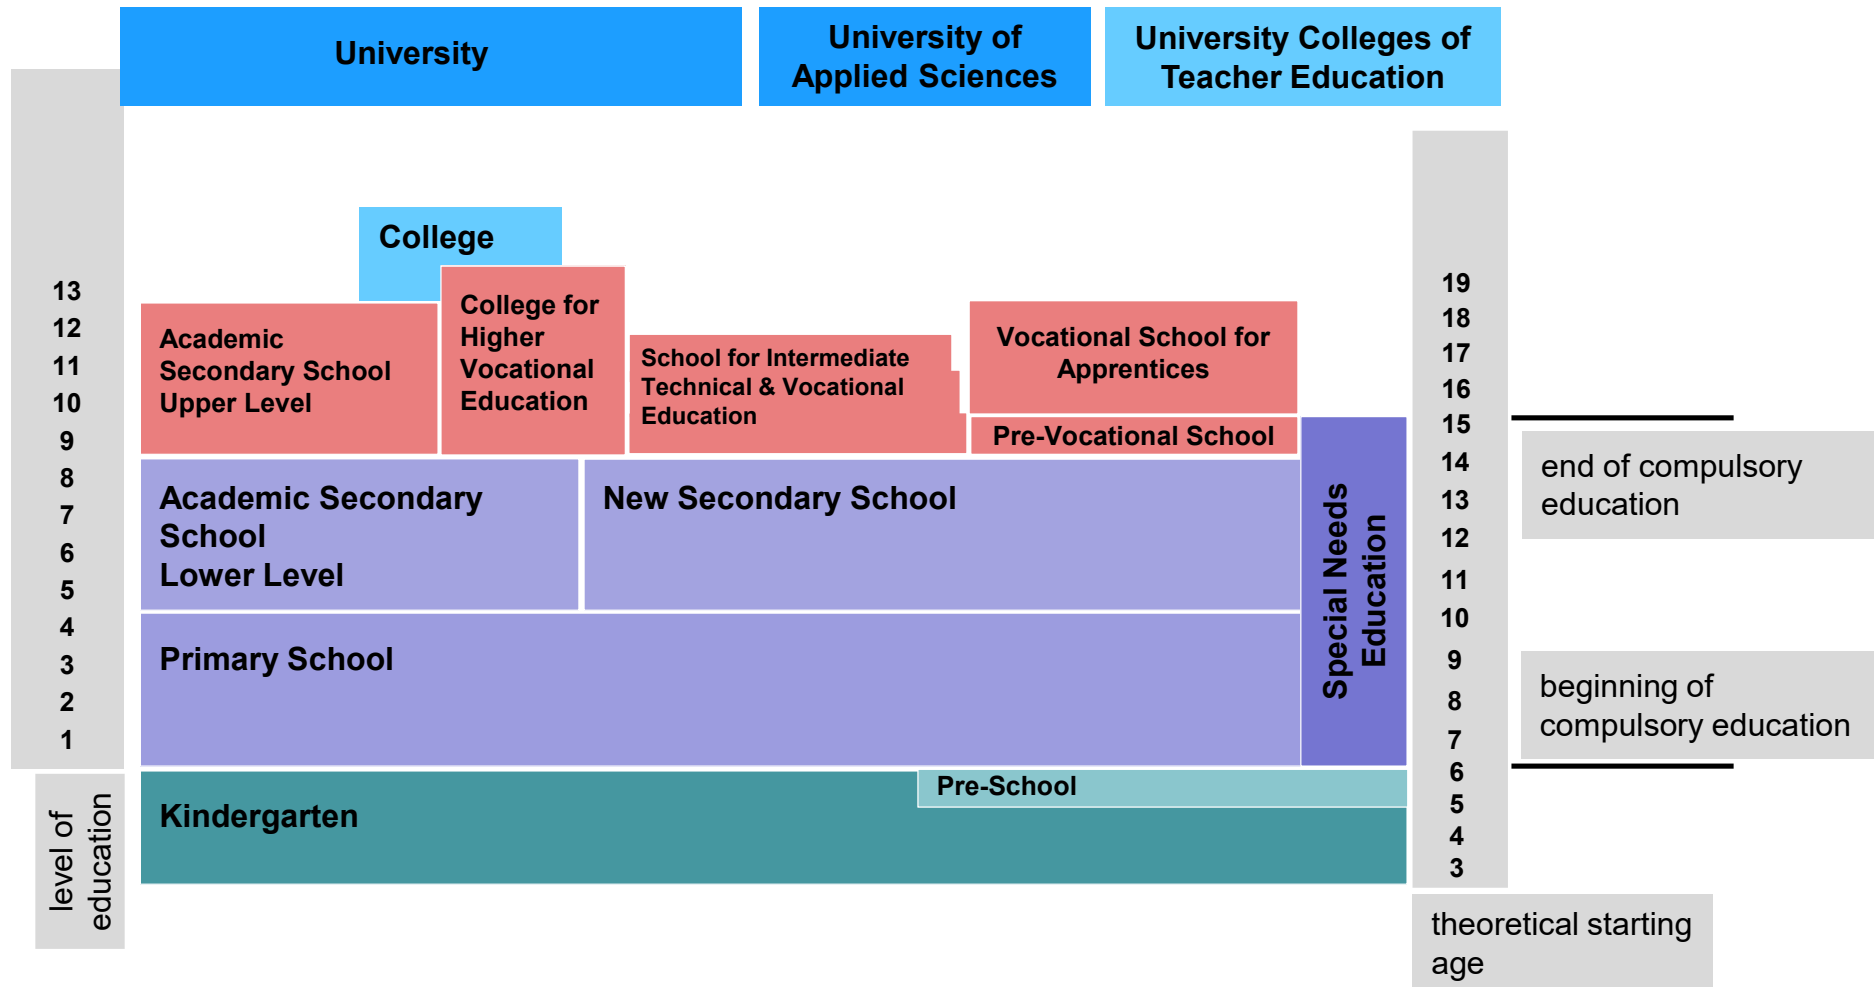 University
University of
Applied Sciences
University Colleges of
Teacher Education
College
13
12
11
10
9
8
7
6
5
4
3
2
1
level of
education
Academic
Secondary School
Upper Level
College for
Higher
Vocational
Education
School for Intermediate
Technical & Vocational
Education
Vocational School for
Apprentices
Pre-Vocational School
Academic Secondary
School
Lower Level
New Secondary School
Primary School
Special Needs
Education
Kindergarten
Pre-School
19
18
17
16
15
14
13
12
11
10
9
8
7
6
5
4
3
theoretical starting
age
end of compulsory
education
beginning of
compulsory education